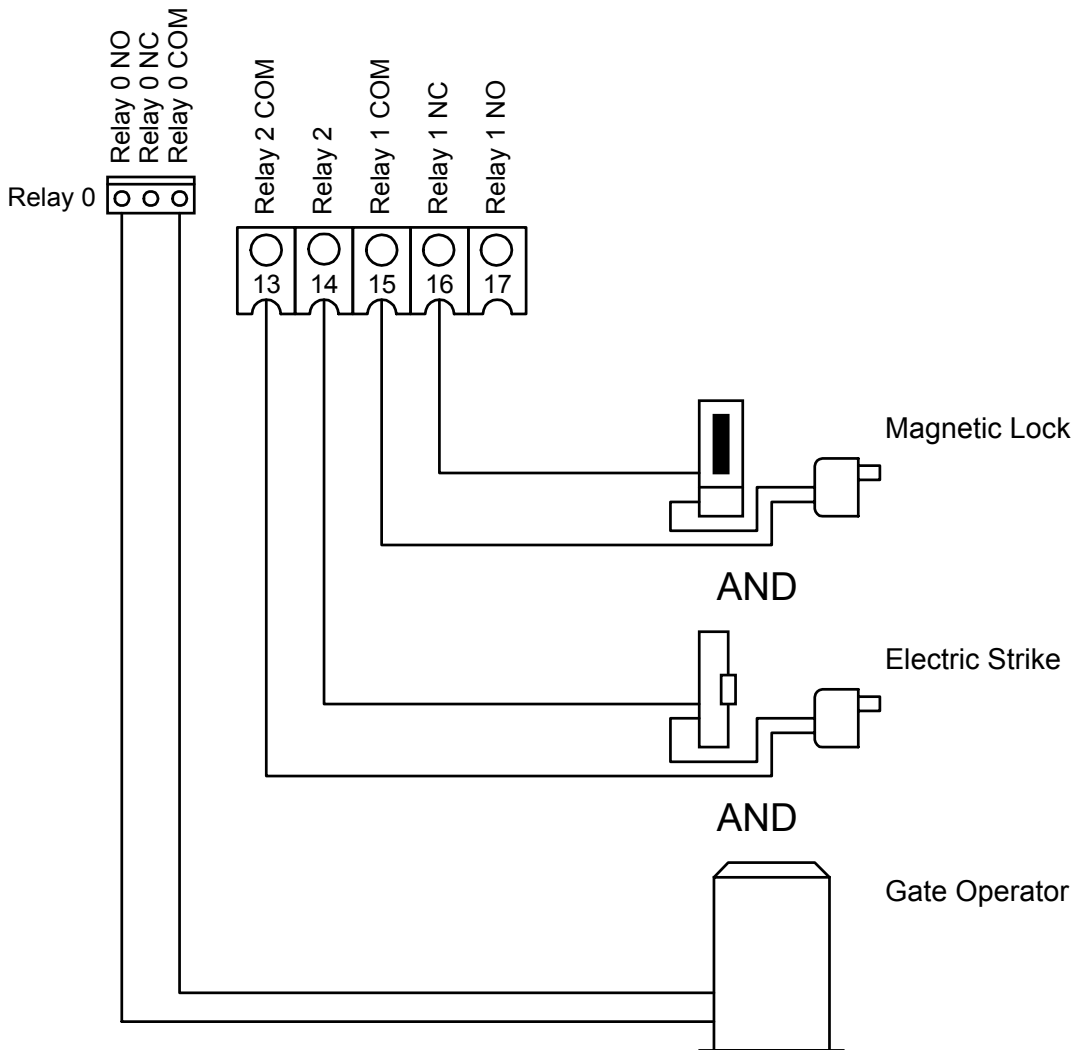 Relay 0 NO
Relay 0 NC
Relay 0 COM
Relay 0
Relay 2 COM
Relay 2
Relay 1 COM
Relay 1 NC
Relay 1 NO
13
14
15
16
17
Magnetic Lock
AND
Electric Strike
AND
Gate Operator